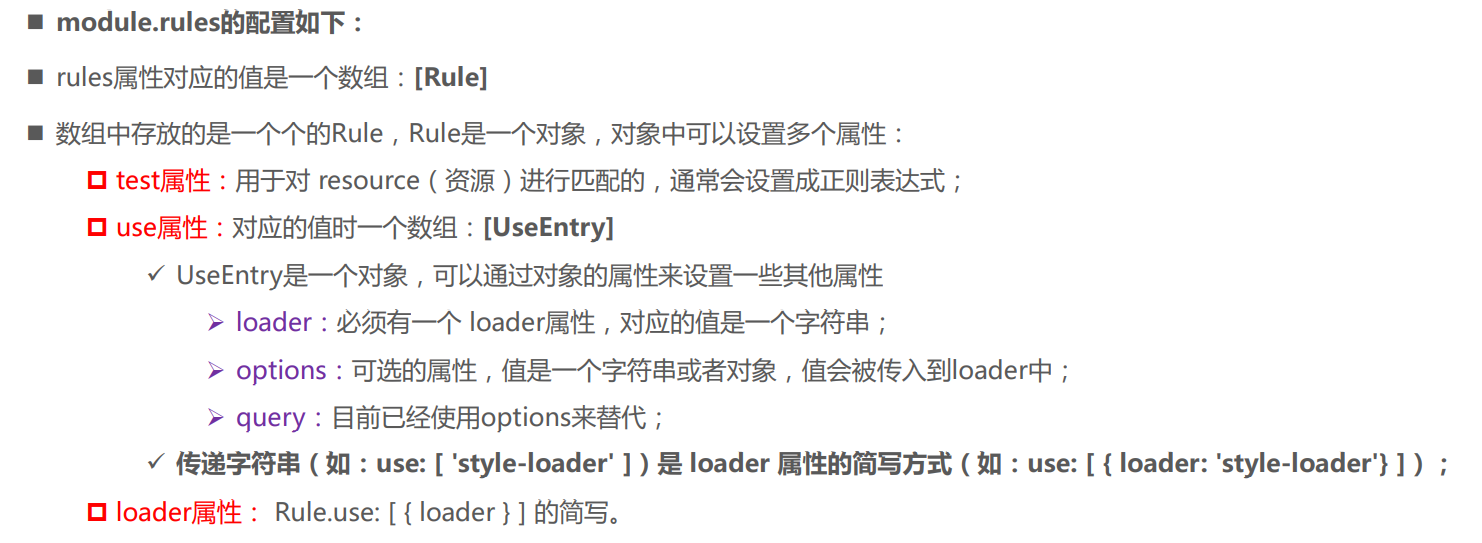 module.rules的配置如下：
rules属性对应的值是一个数组：[Rule]
数组中存放的是一个个的Rule，Rule是一个对象，对象中可以设置多个属性：
test属性：用于对 resource（资源）进行匹配的，通常会设置成正则表达式；
use属性：对应的值时一个数组：[UseEntry]
UseEntry是一个对象，可以通过对象的属性来设置一些其他属性
loader：必须有一个 loader属性，对应的值是一个字符串；
options：可选的属性，值是一个字符串或者对象，值会被传入到loader中；
query：目前已经使用options来替代；
传递字符串（如：use: [ 'style-loader' ]）是 loader 属性的简写方式（如：use: [ { loader: 'style-loader'} ]）；
loader属性： Rule.use: [ { loader } ] 的简写。